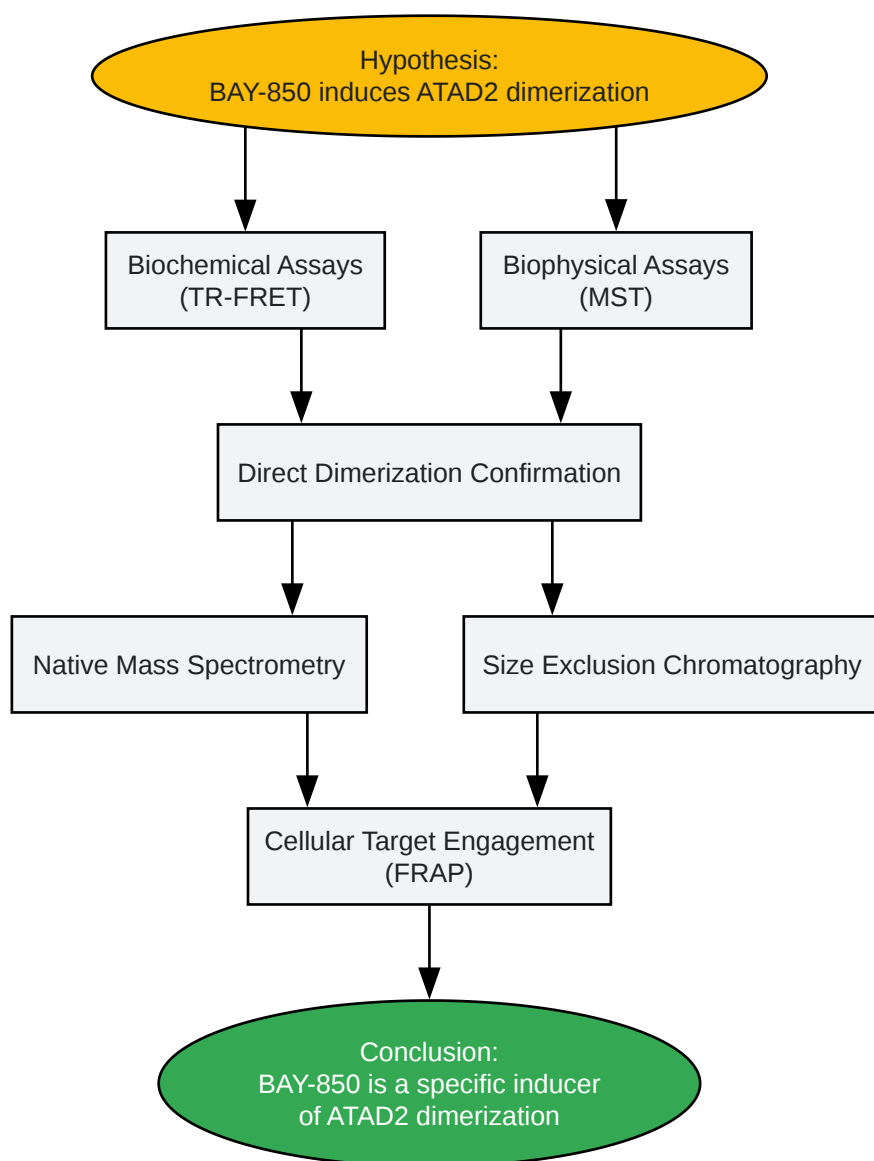 Hypothesis:
BAY-850 induces ATAD2 dimerization
Biochemical Assays
(TR-FRET)
Biophysical Assays
(MST)
Direct Dimerization Confirmation
Native Mass Spectrometry
Size Exclusion Chromatography
Cellular Target Engagement
(FRAP)
Conclusion:
BAY-850 is a specific inducer
of ATAD2 dimerization